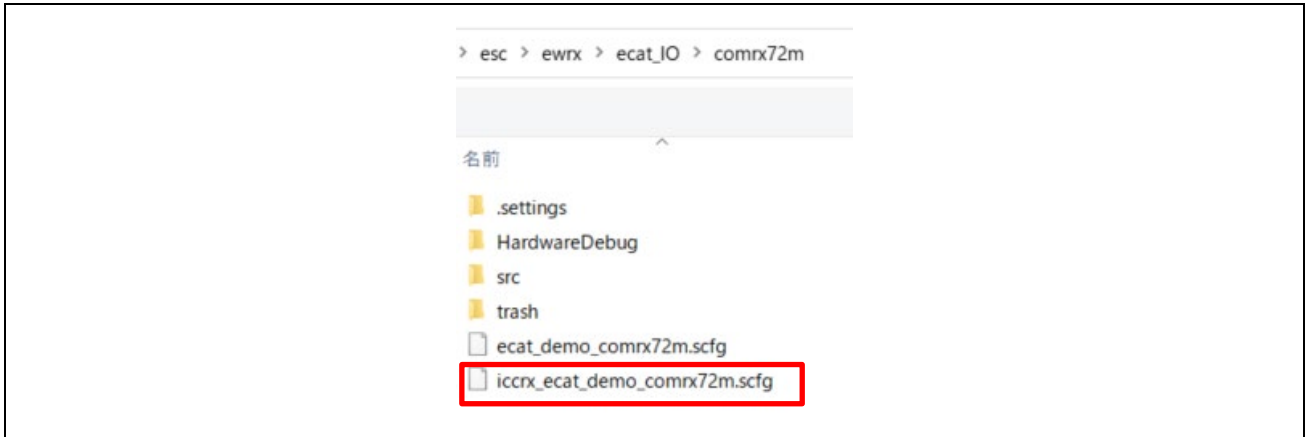 > esc > ewrx > ecat_IO > comrx72m
名前
.settings
HardwareDebug
src
trash
ecat_demo_comrx72m.scfg
iccrx_ecat_demo_comrx72m.scfg